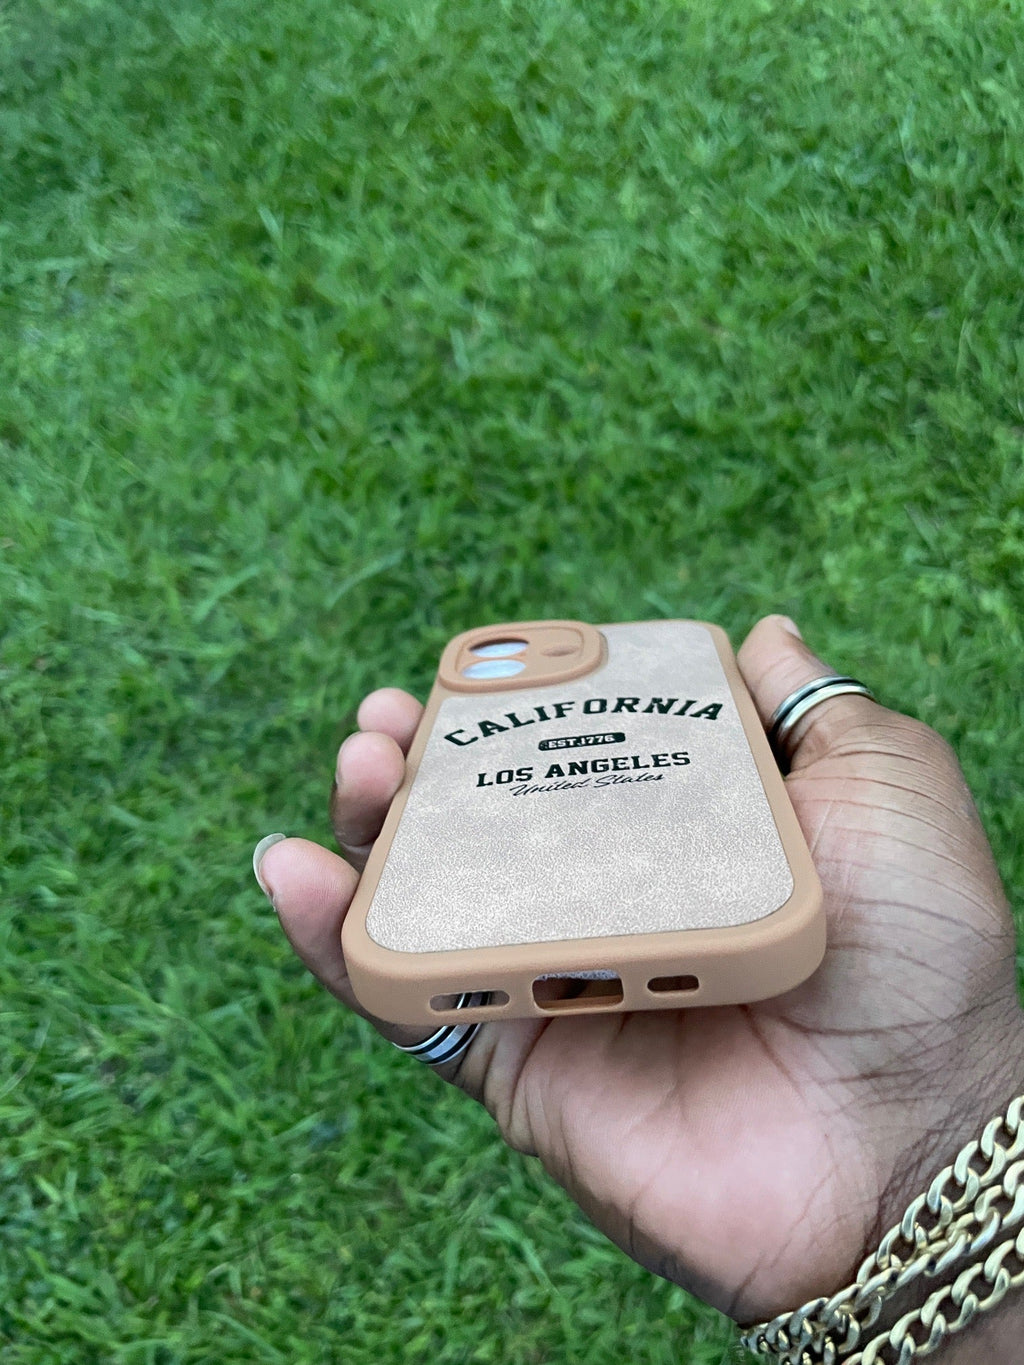 CALIFORNIA
EST.1776
LOS ANGELES
United States